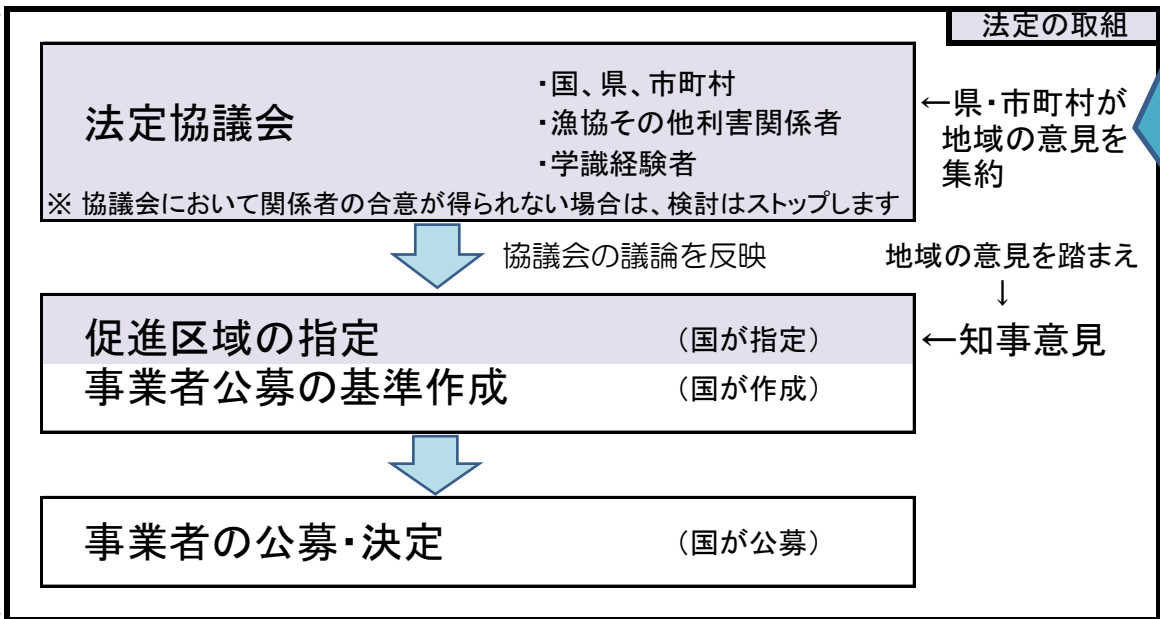 法定の取組
法定協議会
・国、県、市町村
・漁協その他利害関係者
・学識経験者
※ 協議会において関係者の合意が得られない場合は、検討はストップします
←県・市町村が
地域の意見を
集約
協議会の議論を反映
地域の意見を踏まえ
↓
促進区域の指定 (国が指定)
←知事意見
事業者公募の基準作成 (国が作成)
事業者の公募・決定 (国が公募)